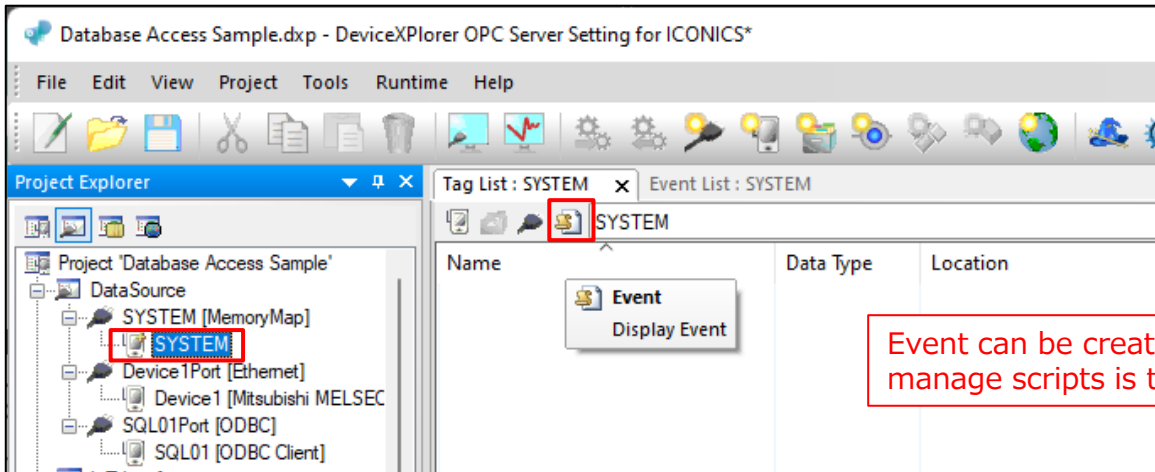 Database Access Sample.dxp - DeviceXPlorer OPC Server Setting for ICONICS*
File Edit View Project Tools Runtime Help
Project Explorer
Tag List : SYSTEM Event List : SYSTEM
SYSTEM
Name Data Type Location
Project 'Database Access Sample'
DataSource
SYSTEM [MemoryMap]
SYSTEM
Device1Port [Ethernet]
Device1 [Mitsubishi MELSEC
SQL01Port [ODBC]
SQL01 [ODBC Client]
Event
Display Event
Event can be creat
manage scripts is t